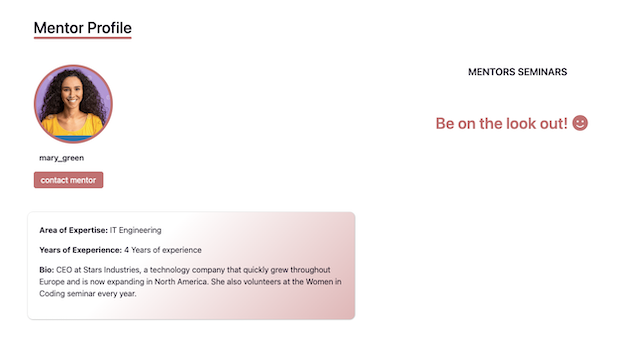 Mentor Profile
MENTORS SEMINARS
Be on the look out!
mary_green
contact mentor
Area of Expertise: IT Engineering
Years of Exeperience: 4 Years of experience
Bio: CEO at Stars Industries, a technology company that quickly grew throughout
Europe and is now expanding in North America. She also volunteers at the Women in
Coding seminar every year.